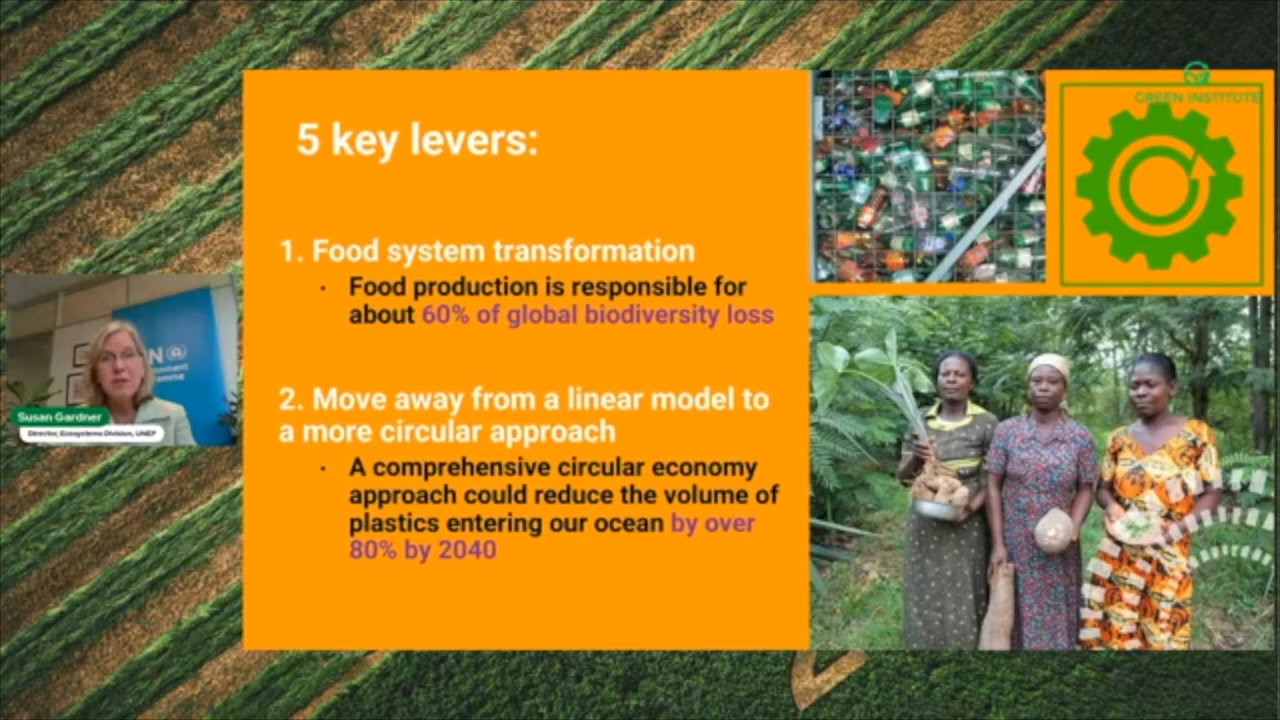 5 key levers:
GREEN INSTITUTE
1. Food system transformation
· Food production is responsible for
about 60% of global biodiversity loss
2. Move away from a linear model to
a more circular approach
· A comprehensive circular economy
approach could reduce the volume of
plastics entering our ocean by over
80% by 2040
Susan Gardner
Director, Ecosystems Division, UNEP